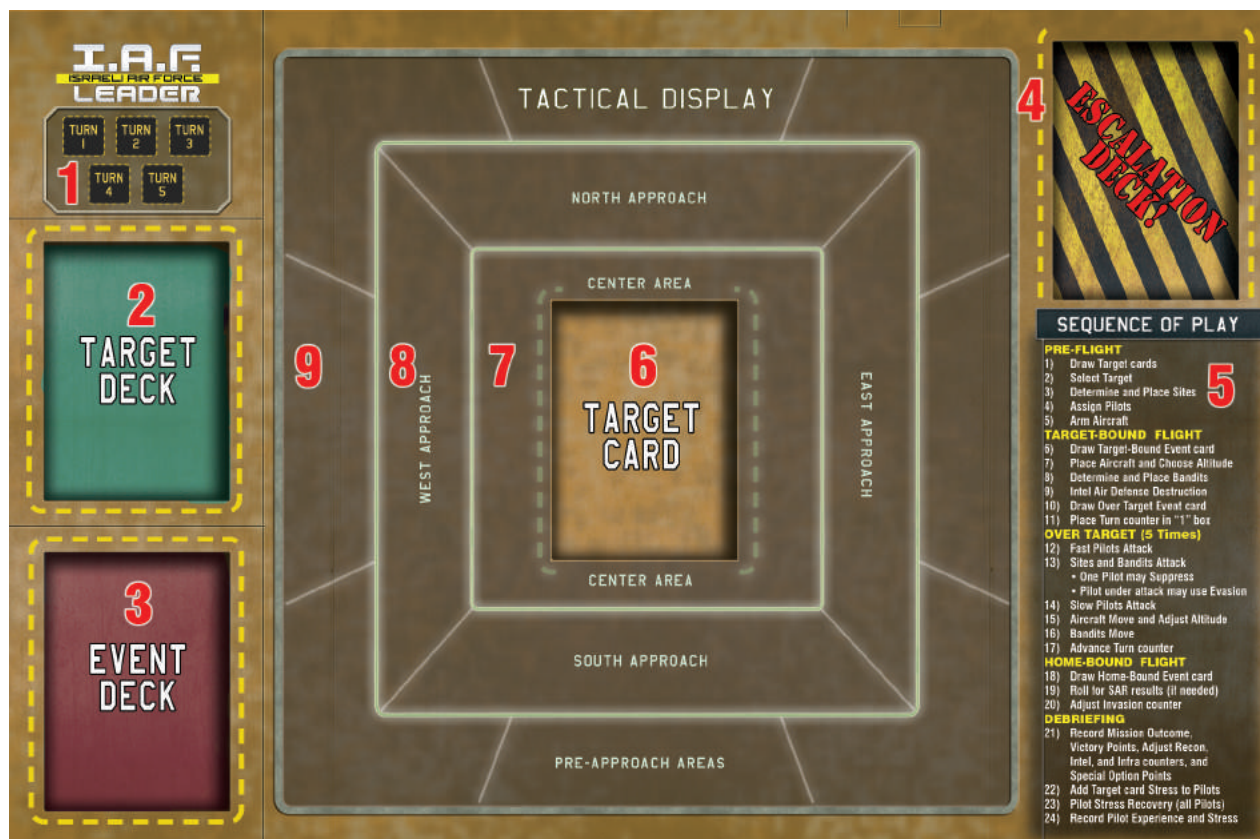 I.A.F.
ISRAELI AIR FORCE
LEADER
TURN
1
TURN
2
TURN
3
1
TURN
4
TURN
5
2
TARGET
DECK
3
EVENT
DECK
TACTICAL DISPLAY
NORTH APPROACH
CENTER AREA
9
8
7
6
WEST APPROACH
TARGET
CARD
EAST APPROACH
CENTER AREA
SOUTH APPROACH
PRE-APPROACH AREAS
4
ESCALATION
DECK!
SEQUENCE OF PLAY
5
PRE-FLIGHT
1) Draw Target cards
2) Select Target
3) Determine and Place Sites
4) Assign Pilots
5) Arm Aircraft
TARGET-BOUND FLIGHT
6) Draw Target-Bound Event card
7) Place Aircraft and Choose Altitude
8) Determine and Place Bandits
9) Intel Air Defense Destruction
10) Draw Over Target Event card
11) Place Turn counter in "1" box
OVER TARGET (5 Times)
12) Fast Pilots Attack
13) Sites and Bandits Attack
• One Pilot may Suppress
• Pilot under attack may use Evasion
14) Slow Pilots Attack
15) Aircraft Move and Adjust Altitude
16) Bandits Move
17) Advance Turn counter
HOME-BOUND FLIGHT
18) Draw Home-Bound Event card
19) Roll for SAR results (if needed)
20) Adjust Invasion counter
DEBRIEFING
21) Record Mission Outcome,
Victory Points, Adjust Recon,
Intel, and Infra counters, and
Special Option Points
22) Add Target card Stress to Pilots
23) Pilot Stress Recovery (all Pilots)
24) Record Pilot Experience and Stress